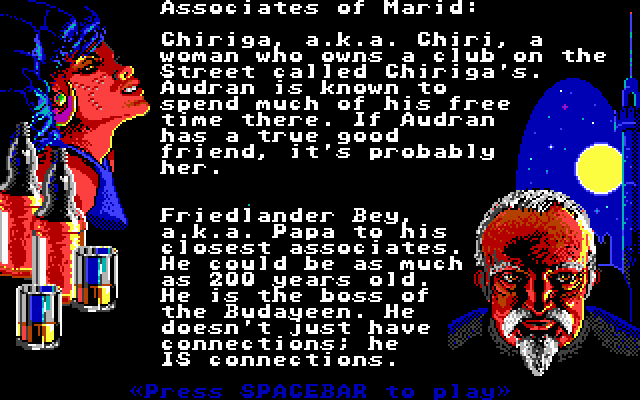 Associates of Marid:
Chiriga, a.k.a. Chiri, a
woman who owns a club on the
Street called Chiriga's.
Audran is known to
spend much of his free
time there. If Audran
has a true good
friend, it's probably
her.
Friedlander Bey,
a.k.a. Papa to his
closest associates.
He could be as much
as 200 years old.
He is the boss of
the Budayeen. He
doesn't just have
connections; he
IS connections.
«Press SPACEBAR to play»